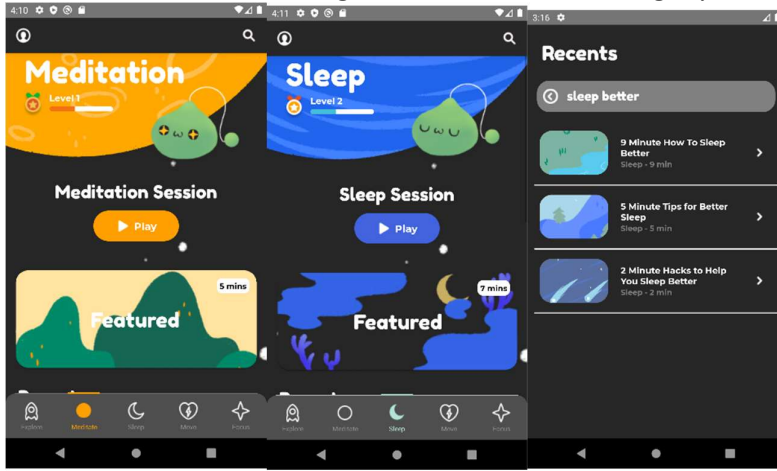 4:10
Meditation
Level 1
Meditation Session
Play
5 mins
Featured
Explore
Meditate
Sleep
Move
Focus
4:11
Sleep
Level 2
Sleep Session
Play
7 mins
Featured
Explore
Meditate
Sleep
Move
Focus
3:16
Recents
sleep better
9 Minute How To Sleep
Better
Sleep - 9 min
5 Minute Tips for Better
Sleep
Sleep - 5 min
2 Minute Hacks to Help
You Sleep Better
Sleep - 2 min